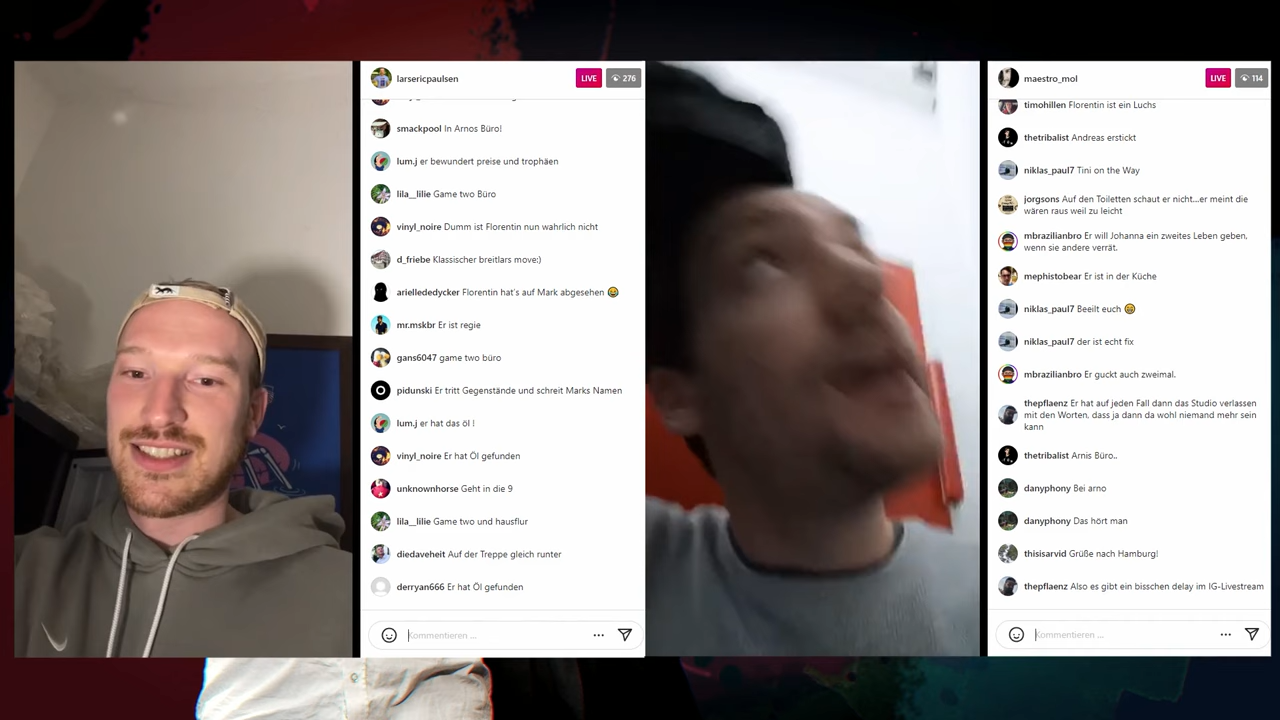 larsericpaulsen
LIVE
276
smackpool In Arnos Büro!
lum.j er bewundert preise und trophäen
lila__lilie Game two Büro
vinyl_noire Dumm ist Florentin nun wahrlich nicht
d_friebe Klassischer breitlars move:)
ariellededycker Florentin hat's auf Mark abgesehen 😂
mr.mskbr Er ist regie
gans6047 game two büro
pidunski Er tritt Gegenstände und schreit Marks Namen
lum.j er hat das öl !
vinyl_noire Er hat Öl gefunden
unknownhorse Geht in die 9
lila__lilie Game two und hausflur
diedaveheit Auf der Treppe gleich runter
derryan666 Er hat Öl gefunden
Kommentieren ...
maestro_mol
LIVE
114
timohillen Florentin ist ein Luchs
thetribalist Andreas erstickt
niklas_paul7 Tini on the Way
jorgsons Auf den Toiletten schaut er nicht...er meint die
wären raus weil zu leicht
mbrazilianbro Er will Johanna ein zweites Leben geben,
wenn sie andere verrät.
mephistobear Er ist in der Küche
niklas_paul7 Beeilt euch 😄
niklas_paul7 der ist echt fix
mbrazilianbro Er guckt auch zweimal.
thepflaenz Er hat auf jeden Fall dann das Studio verlassen
mit den Worten, dass ja dann da wohl niemand mehr sein
kann
thetribalist Arnis Büro..
danyphony Bei arno
danyphony Das hört man
thisisarvid Grüße nach Hamburg!
thepflaenz Also es gibt ein bisschen delay im IG-Livestream
Kommentieren ...